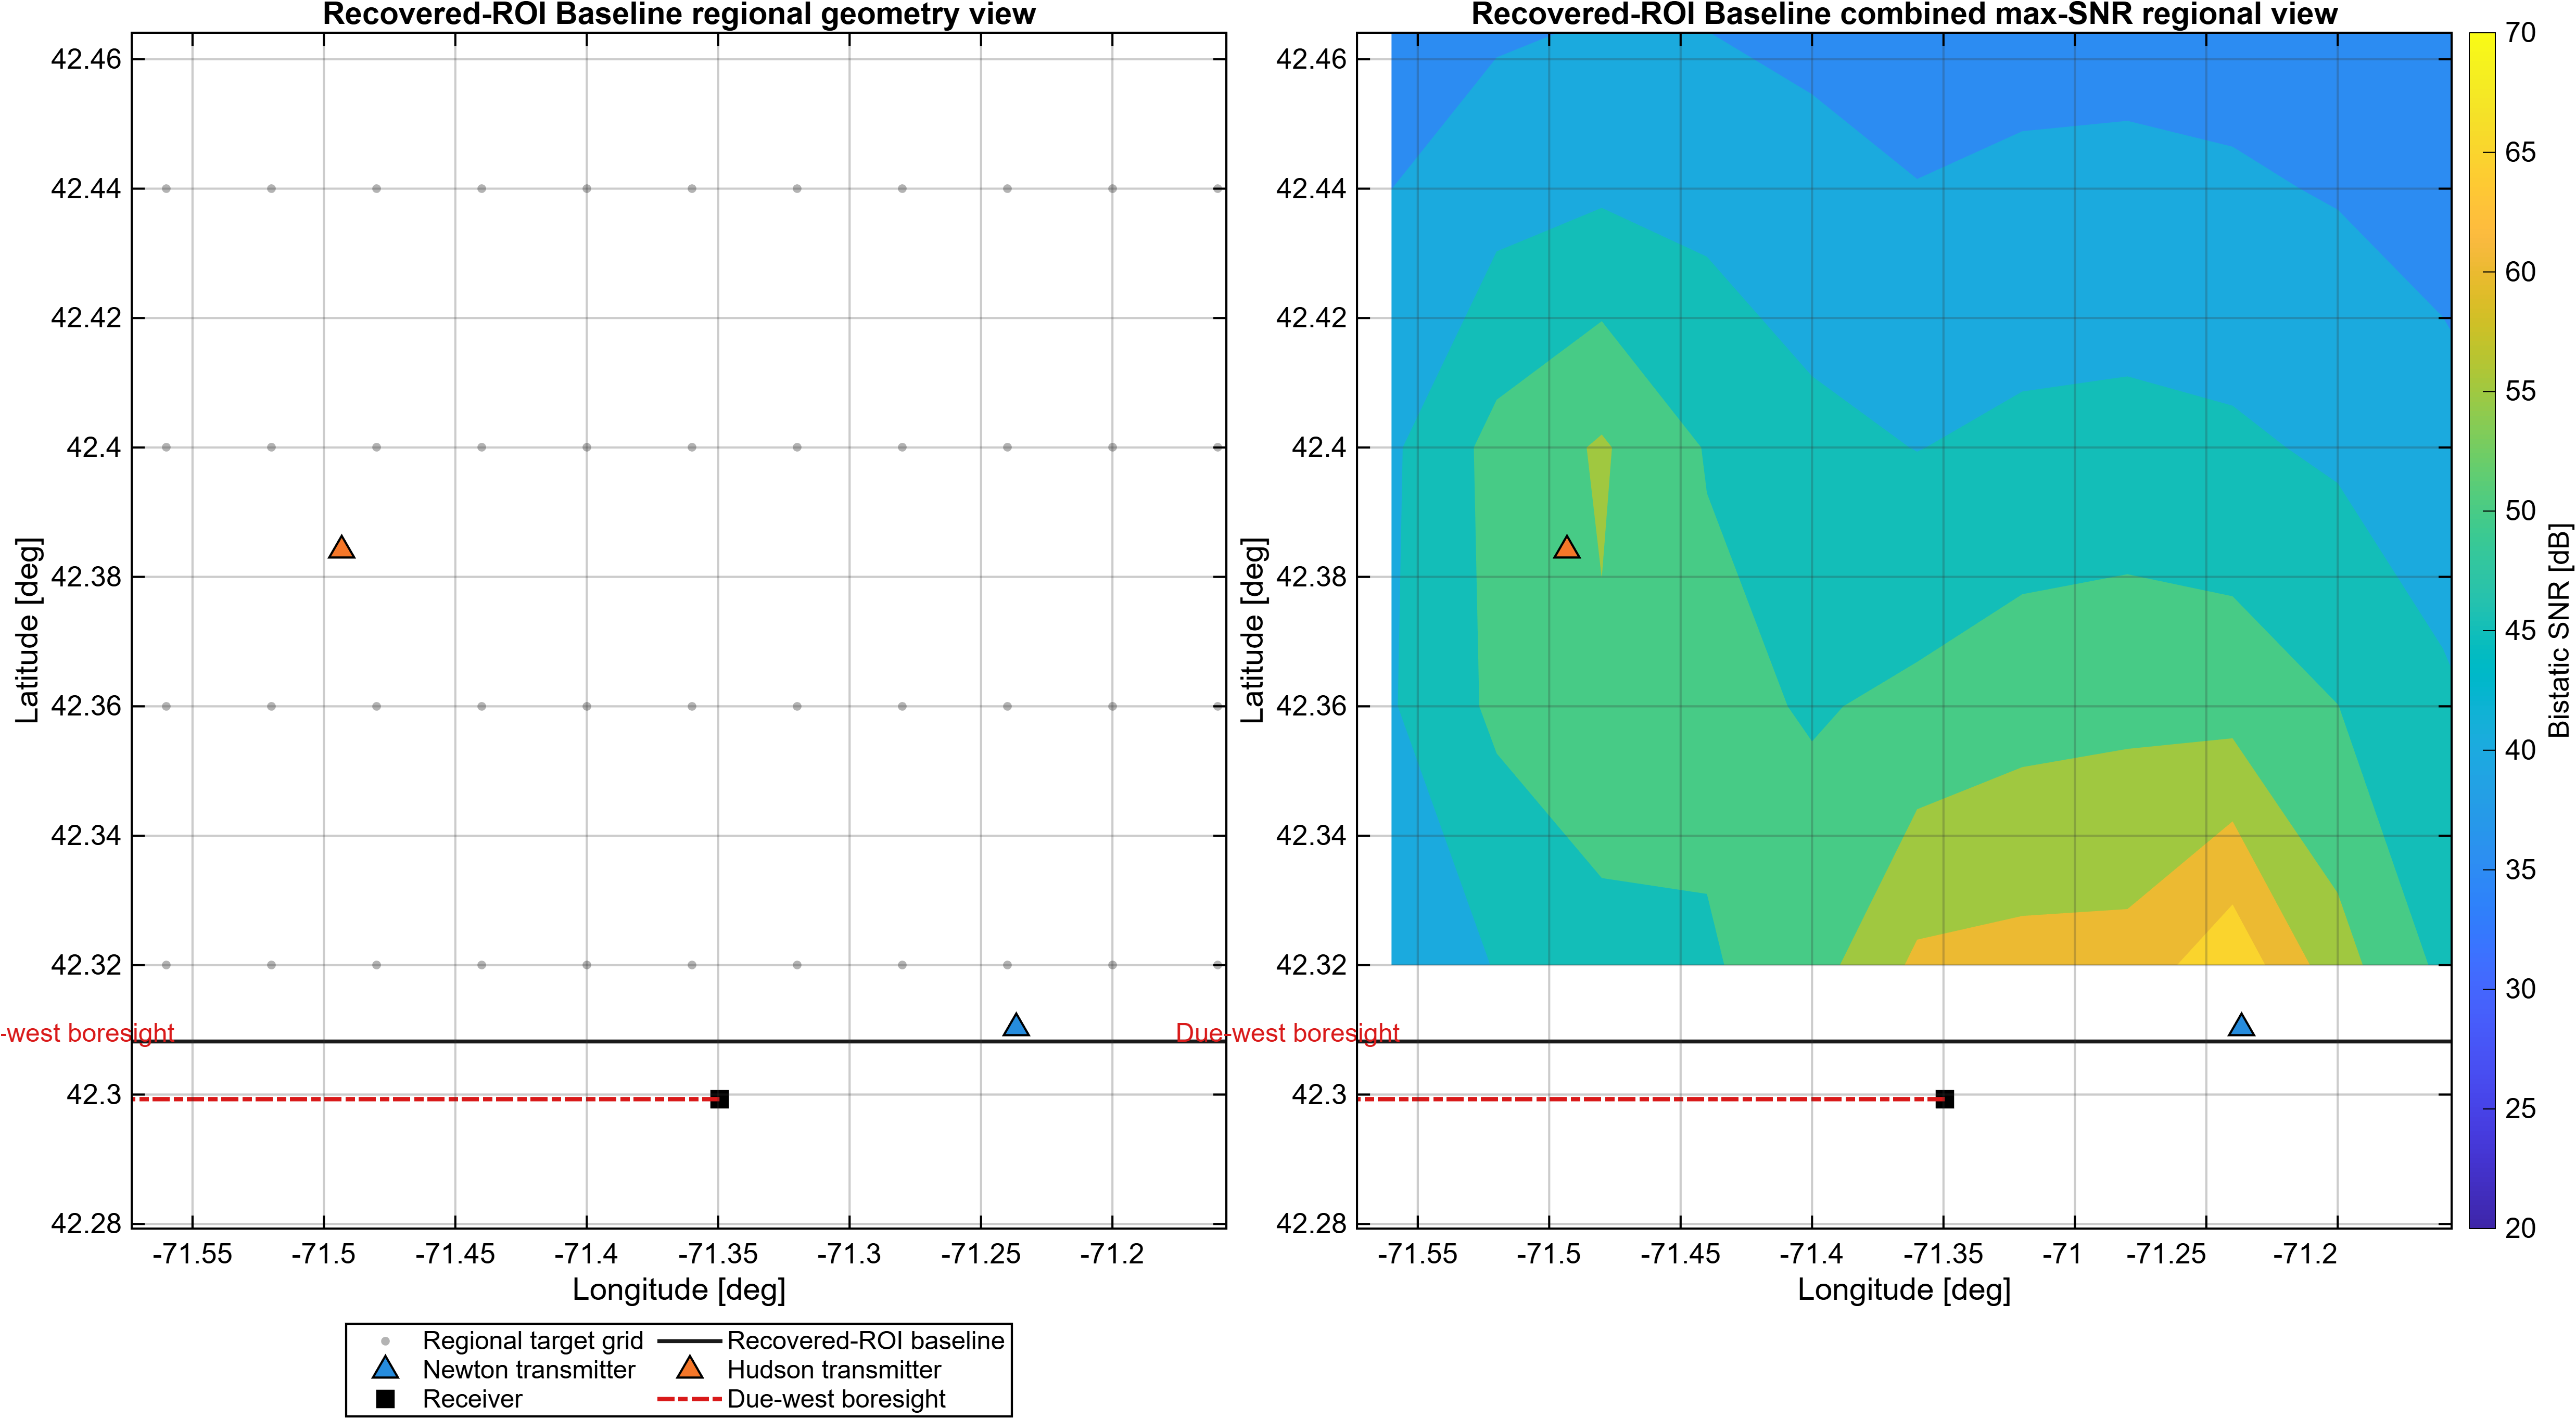 Recovered-ROI Baseline regional geometry view
42.46
42.44
42.42
42.4
42.38
42.36
42.34
42.32
42.3
42.28
Latitude [deg]
-west boresight
-71.55 -71.5 -71.45 -71.4 -71.35 -71.3 -71.25 -71.2
Longitude [deg]
Recovered-ROI Baseline combined max-SNR regional view
42.46
42.44
42.42
42.4
42.38
42.36
42.34
42.32
42.3
42.28
Latitude [deg]
Due-west boresight
-71.55 -71.5 -71.45 -71.4 -71.35 -71 -71.25 -71.2
Longitude [deg]
70
65
60
55
50
45
40
35
30
25
20
Bistatic SNR [dB]
Regional target grid Recovered-ROI baseline
Newton transmitter Hudson transmitter
Receiver Due-west boresight